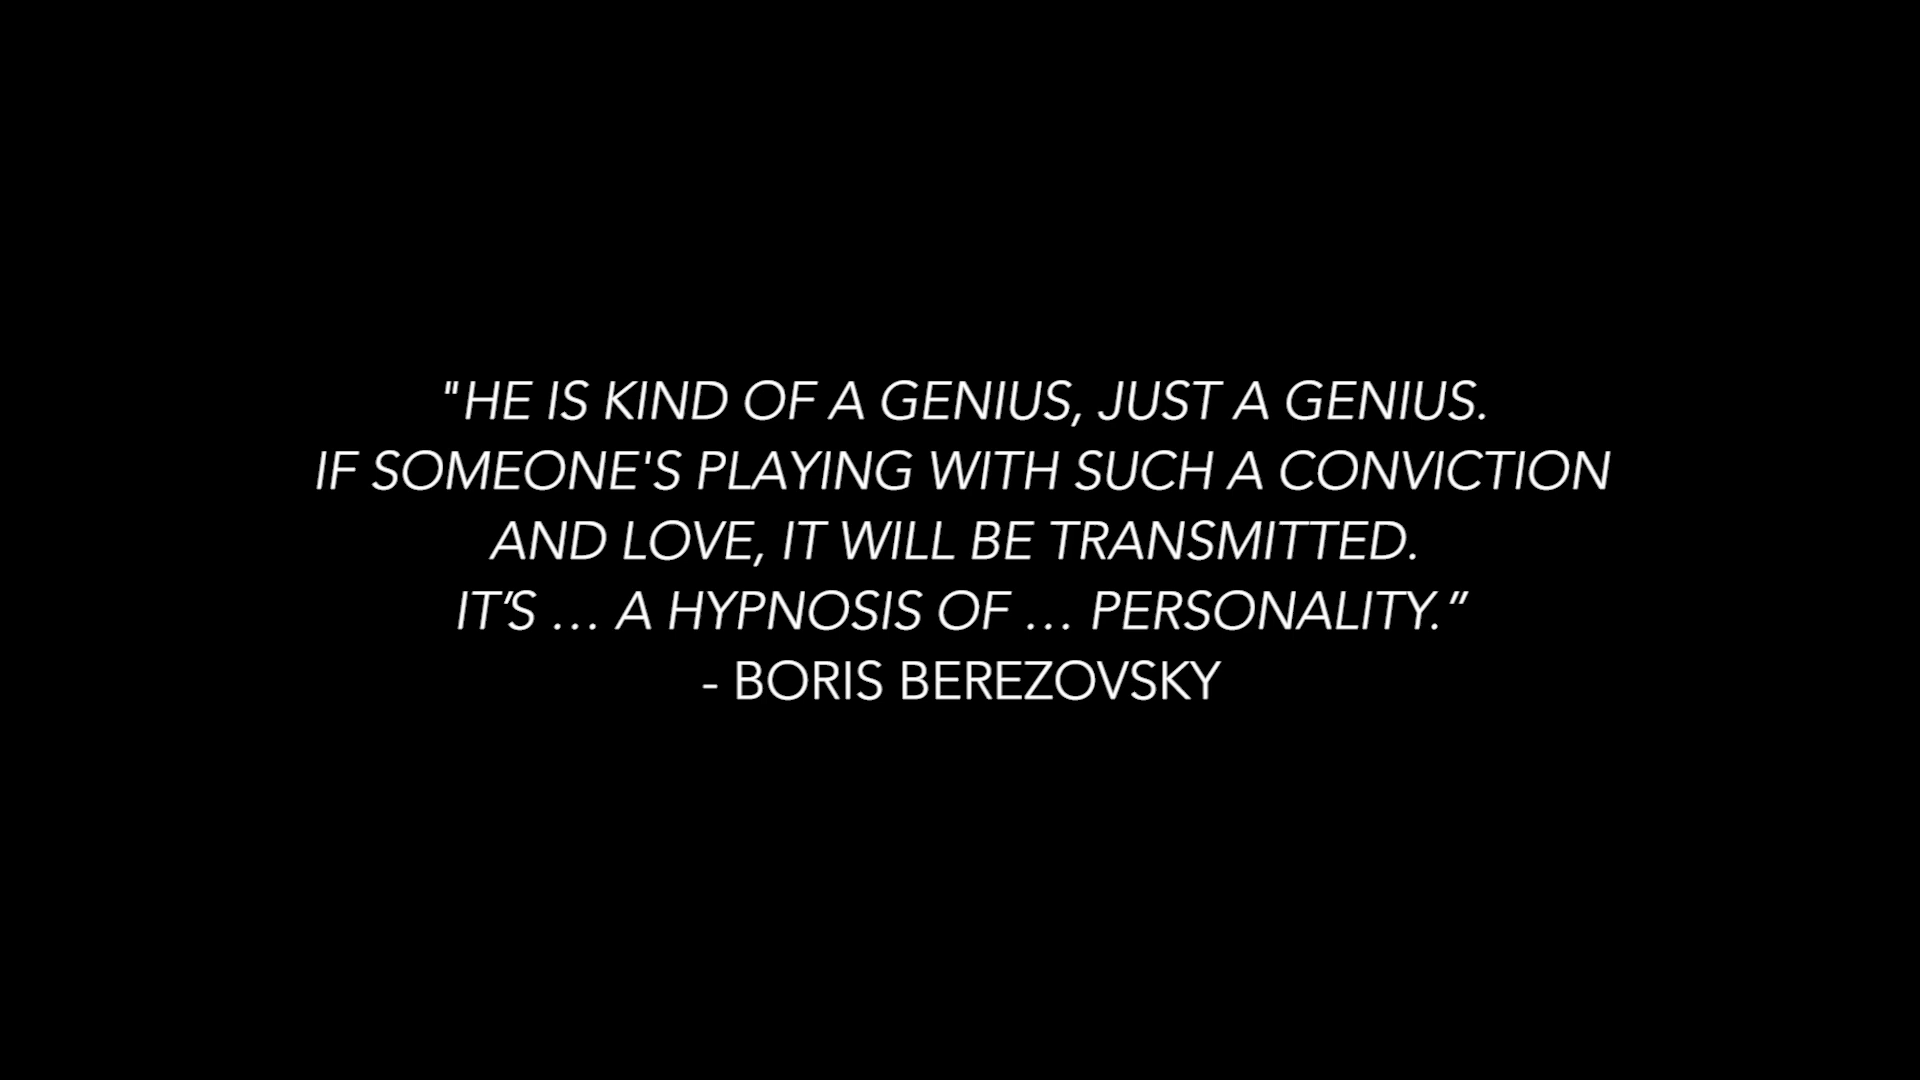 "HE IS KIND OF A GENIUS, JUST A GENIUS.
IF SOMEONE'S PLAYING WITH SUCH A CONVICTION
AND LOVE, IT WILL BE TRANSMITTED.
IT’S … A HYPNOSIS OF … PERSONALITY.”
- BORIS BEREZOVSKY